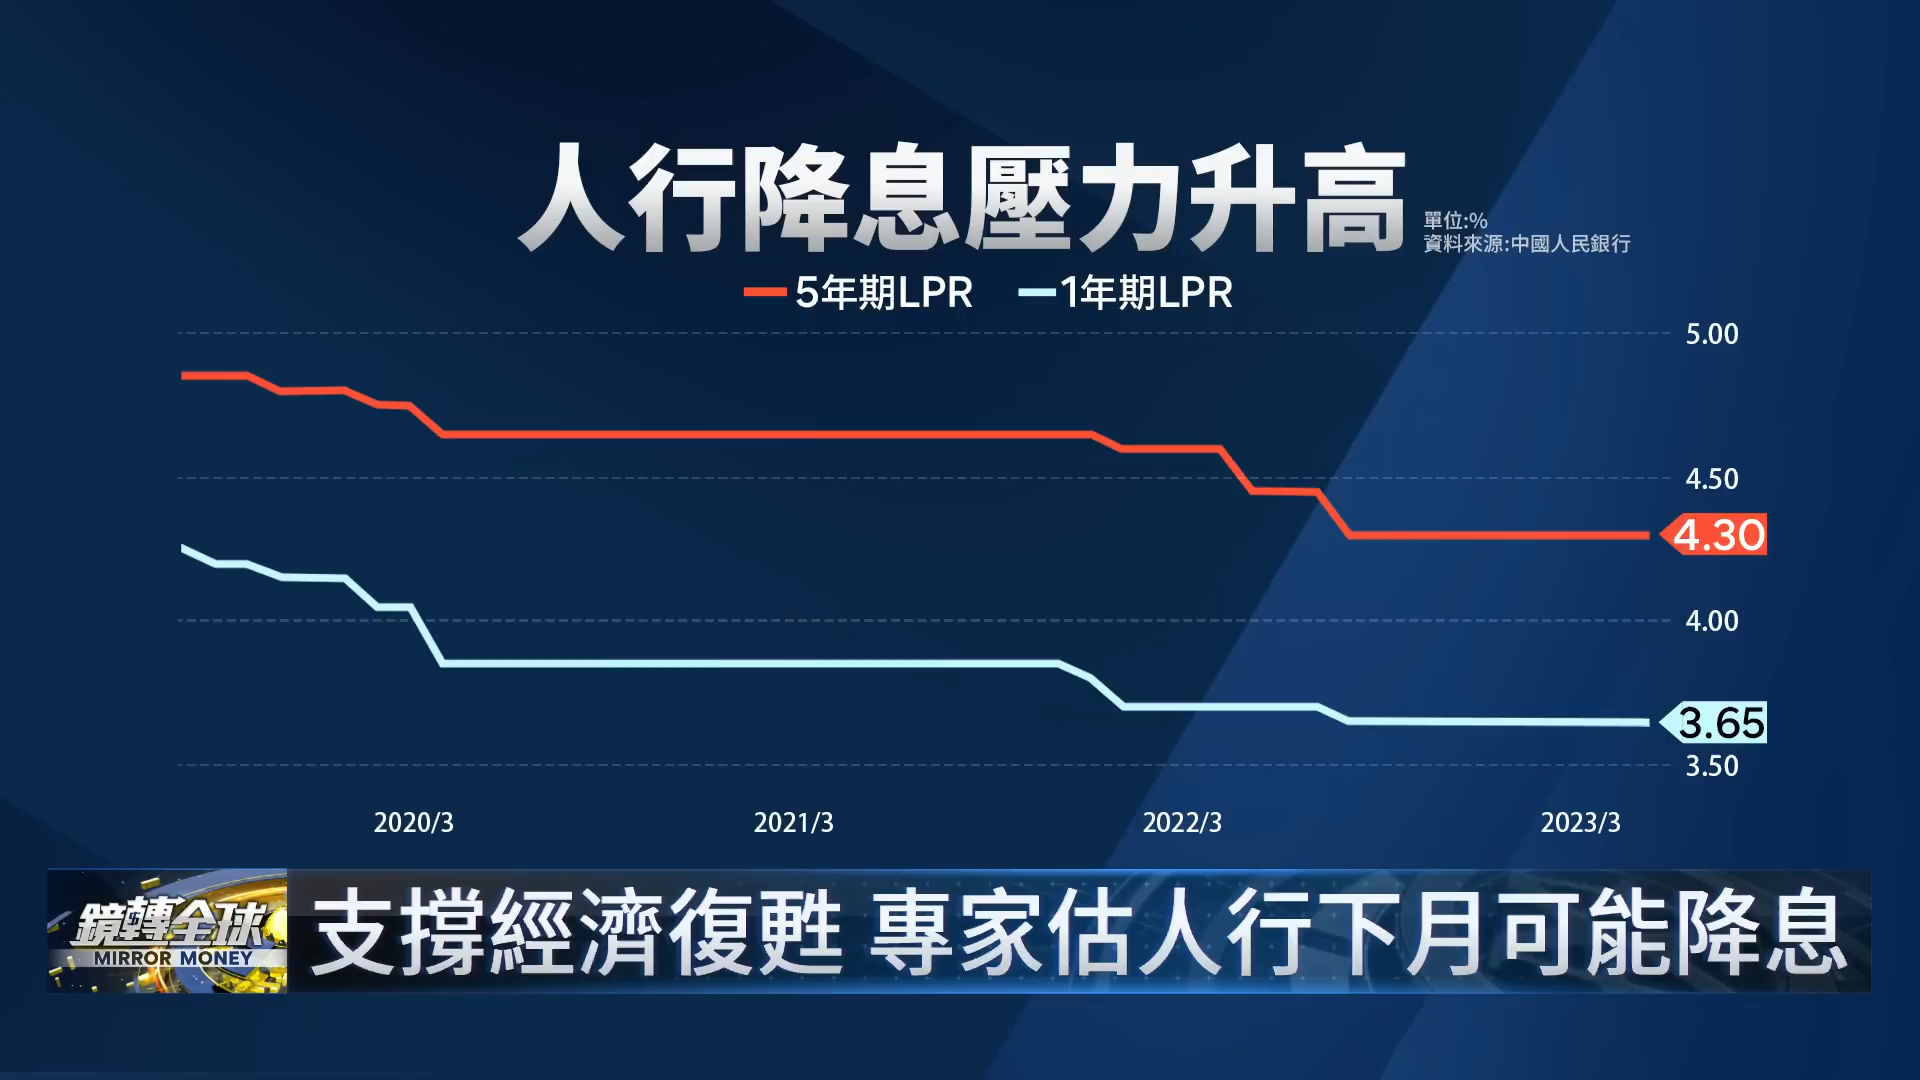 人行降息壓力升高
單位:%
資料來源:中國人民銀行
5年期LPR 1年期LPR
5.00
4.50
4.30
4.00
3.65
3.50
2020/3 2021/3 2022/3 2023/3
鏡轉全球
MIRROR MONEY
支撐經濟復甦 專家估人行下月可能降息